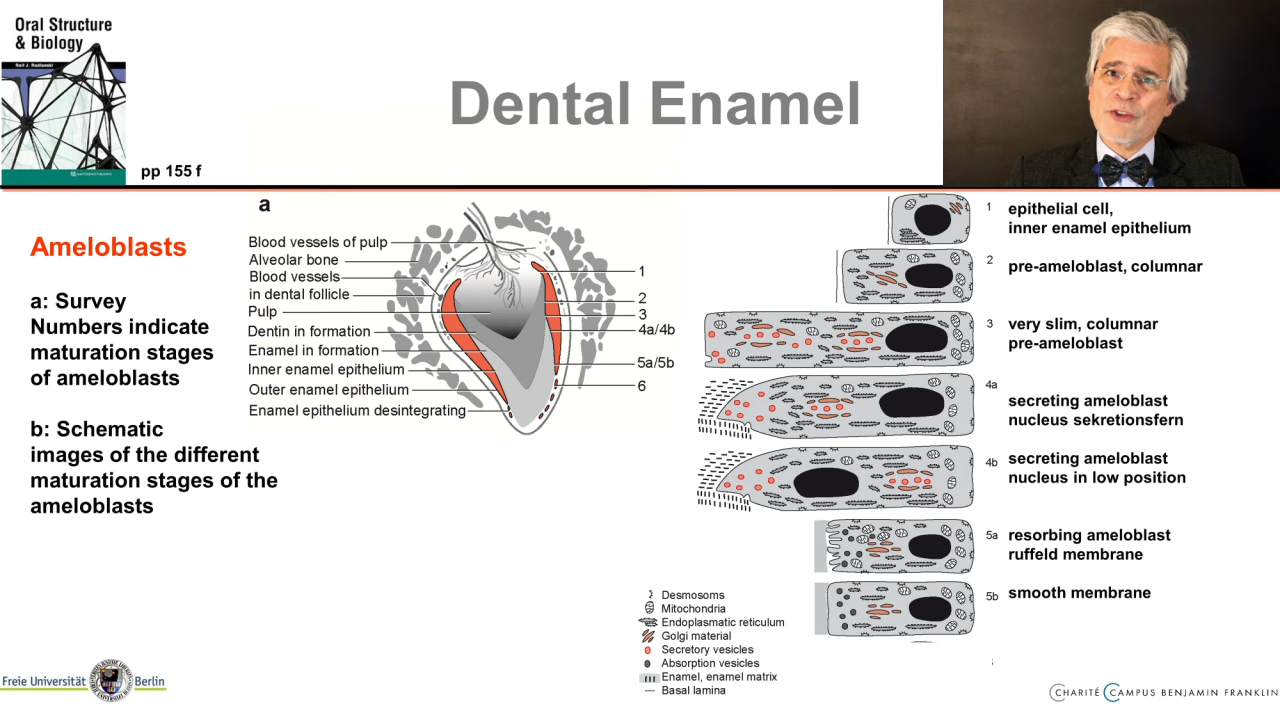 Oral Structure
& Biology
Ralf J. Radlanski
pp 155 f
Dental Enamel
Ameloblasts
a: Survey
Numbers indicate
maturation stages
of ameloblasts
b: Schematic
images of the different
maturation stages of the
ameloblasts
a
Blood vessels of pulp
Alveolar bone
Blood vessels
in dental follicle
Pulp
Dentin in formation
Enamel in formation
Inner enamel epithelium
Outer enamel epithelium
Enamel epithelium desintegrating
1
2
3
4a/4b
5a/5b
6
1 epithelial cell,
inner enamel epithelium
2 pre-ameloblast, columnar
3 very slim, columnar
pre-ameloblast
4a secreting ameloblast
nucleus sekretionsfern
4b secreting ameloblast
nucleus in low position
5a resorbing ameloblast
ruffeld membrane
5b smooth membrane
Desmosoms
Mitochondria
Endoplasmatic reticulum
Golgi material
Secretory vesicles
Absorption vesicles
Enamel, enamel matrix
Basal lamina
Freie Universität Berlin
CHARITÉ CAMPUS BENJAMIN FRANKLIN